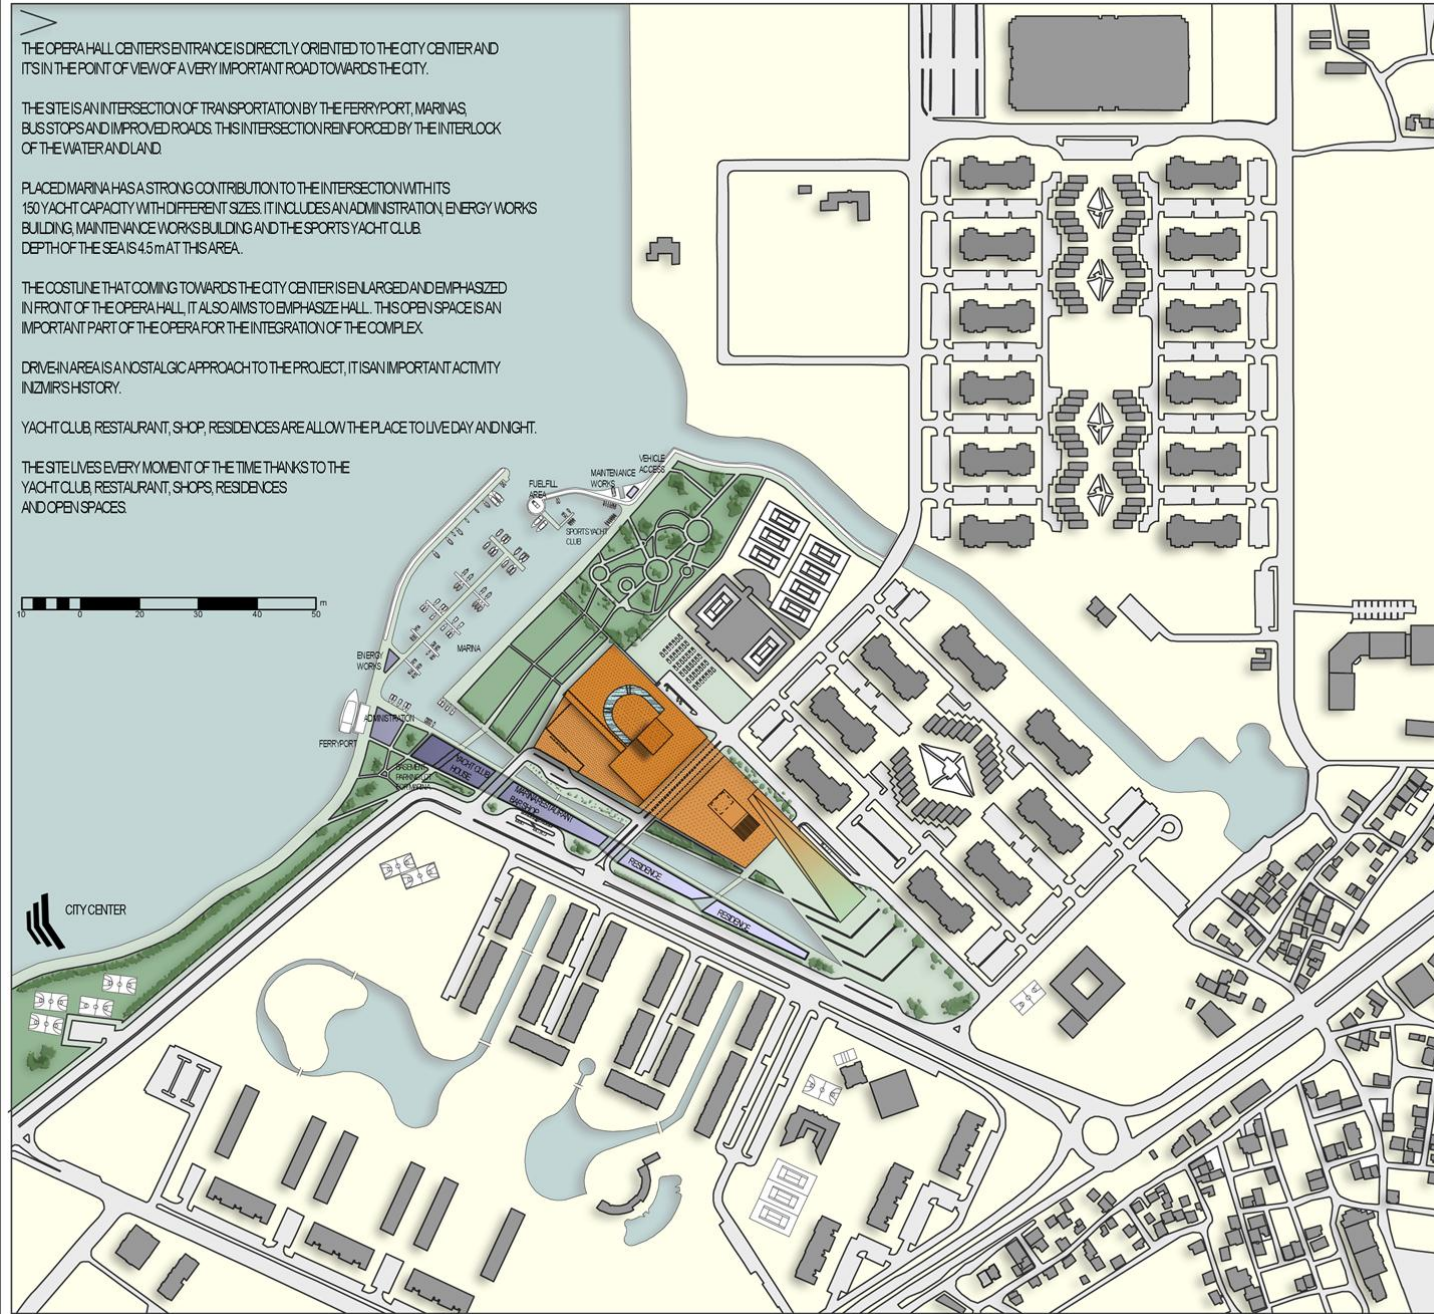 THE OPERA HALL CENTER'S ENTRANCE IS DIRECTLY ORIENTED TO THE CITY CENTER AND
IT'S IN THE POINT OF VIEW OF A VERY IMPORTANT ROAD TOWARDS THE CITY.
THE SITE IS AN INTERSECTION OF TRANSPORTATION BY THE FERRYPORT, MARINAS,
BUS STOPS AND IMPROVED ROADS. THIS INTERSECTION REINFORCED BY THE INTERLOCK
OF THE WATER AND LAND.
PLACED MARINA HAS A STRONG CONTRIBUTION TO THE INTERSECTION WITH ITS
150 YACHT CAPACITY WITH DIFFERENT SIZES. IT INCLUDES AN ADMINISTRATION, ENERGY WORKS
BUILDING, MAINTENANCE WORKS BUILDING AND THE SPORTS YACHT CLUB.
DEPTH OF THE SEA IS 4.5 m AT THIS AREA.
THE COSTLINE THAT COMING TOWARDS THE CITY CENTER IS ENLARGED AND EMPHASIZED
IN FRONT OF THE OPERA HALL, IT ALSO AIMS TO EMPHASIZE HALL. THIS OPEN SPACE IS AN
IMPORTANT PART OF THE OPERA FOR THE INTEGRATION OF THE COMPLEX.
DRIVE-IN AREA IS A NOSTALGIC APPROACH TO THE PROJECT, IT IS AN IMPORTANT ACTIVITY
IN IZMIR'S HISTORY.
YACHT CLUB, RESTAURANT, SHOP, RESIDENCES ARE ALLOW THE PLACE TO LIVE DAY AND NIGHT.
THE SITE LIVES EVERY MOMENT OF THE TIME THANKS TO THE
YACHT CLUB, RESTAURANT, SHOPS, RESIDENCES
AND OPEN SPACES.
VEHICLE
ACCESS
MAINTENANCE
WORKS
FUELFILL
AREA
SPORTS YACHT
CLUB
10 0 20 40 50 m
MARINA
ENERGY
WORKS
ADMINISTRATION
FERRYPORT
YACHT CLUB
HOUSE
BASEMENT
PARKING LOT
FOR MARINA
MARINA RESTAURANT
BAR SHOP
RESIDENCE
RESIDENCE
CITY CENTER